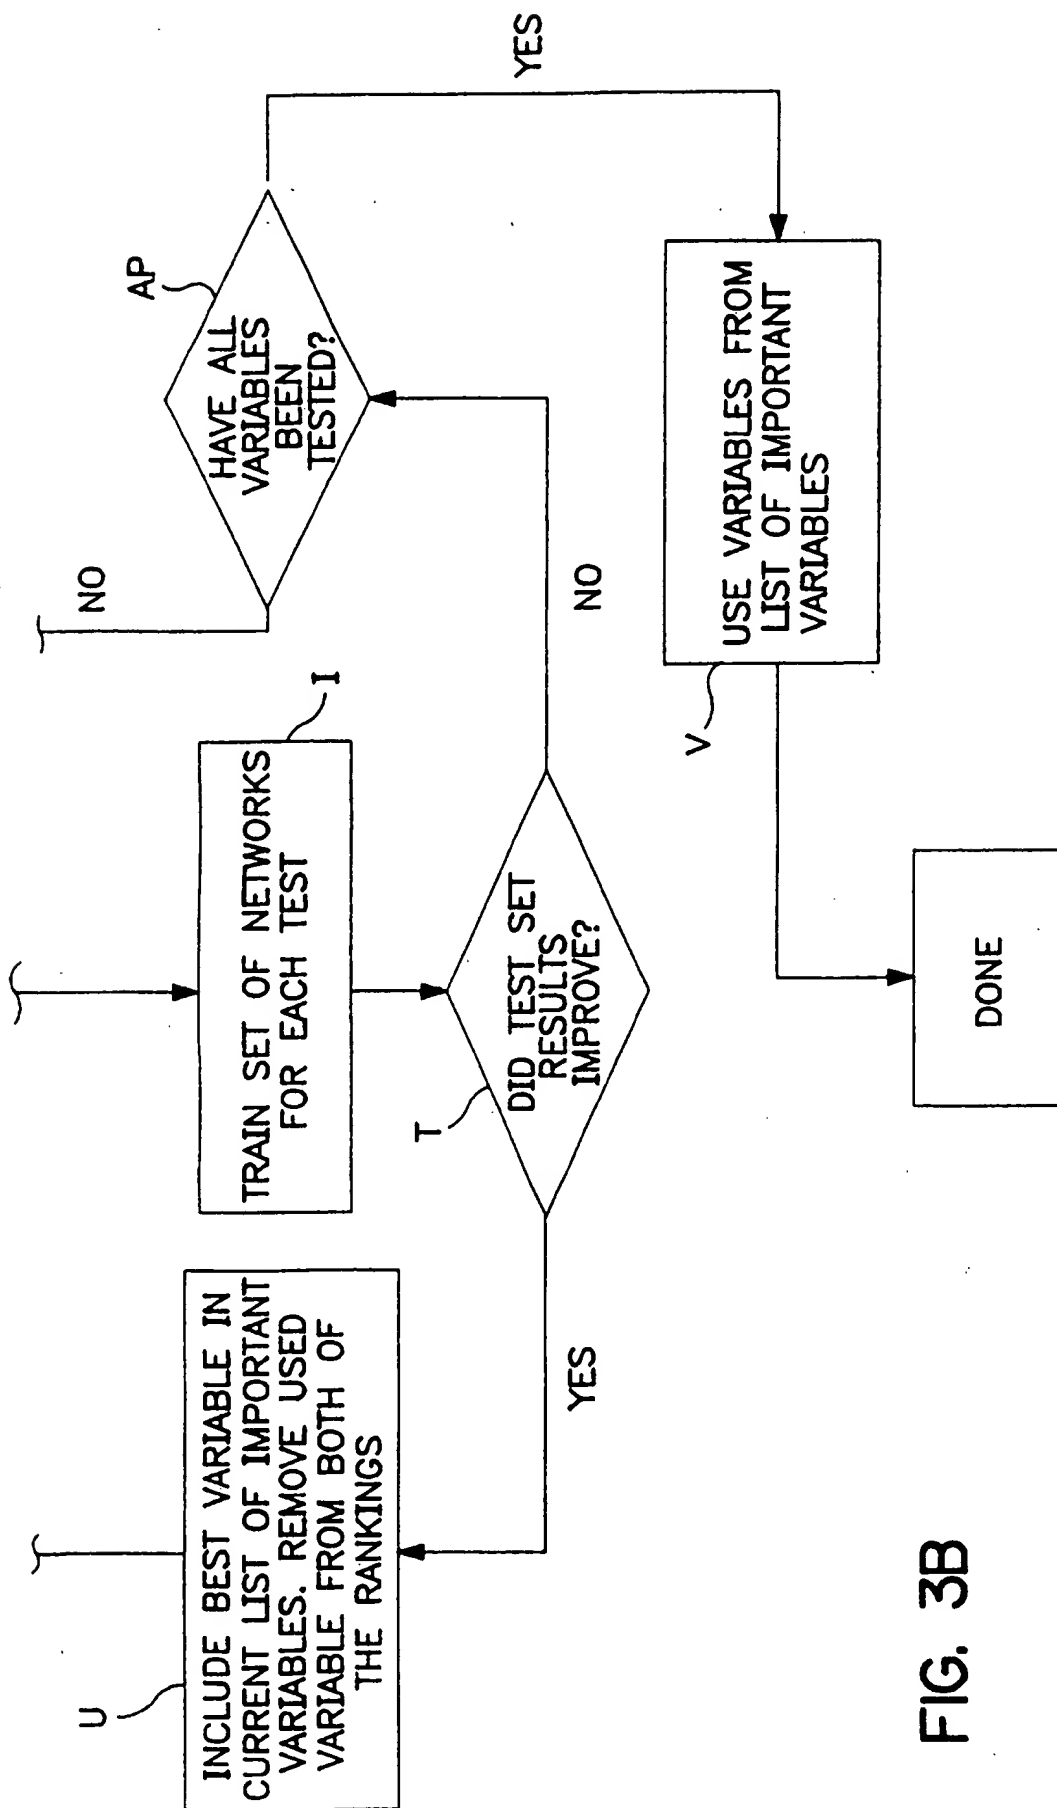 U
INCLUDE BEST VARIABLE IN
CURRENT LIST OF IMPORTANT
VARIABLES. REMOVE USED
VARIABLE FROM BOTH OF
THE RANKINGS
TRAIN SET OF NETWORKS
FOR EACH TEST
I
NO
AP
HAVE ALL
VARIABLES
BEEN
TESTED?
YES
T
DID TEST SET
RESULTS
IMPROVE?
YES
NO
V
USE VARIABLES FROM
LIST OF IMPORTANT
VARIABLES
DONE
FIG. 3B